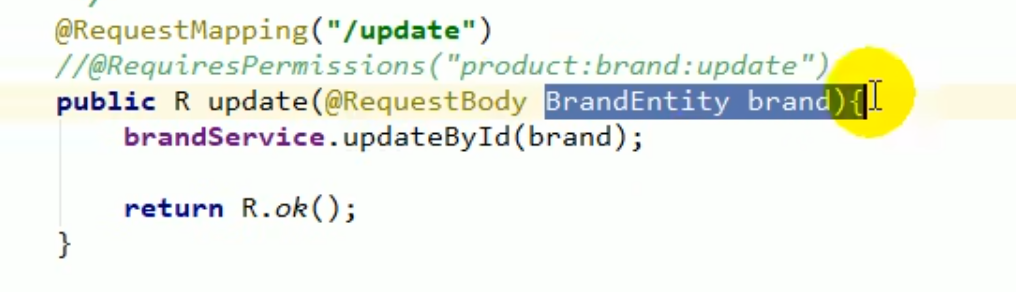 @RequestMapping("/update")
//@RequiresPermissions("product:brand:update")
public R update(@RequestBody BrandEntity brand){
brandService.updateById(brand);
return R.ok();
}